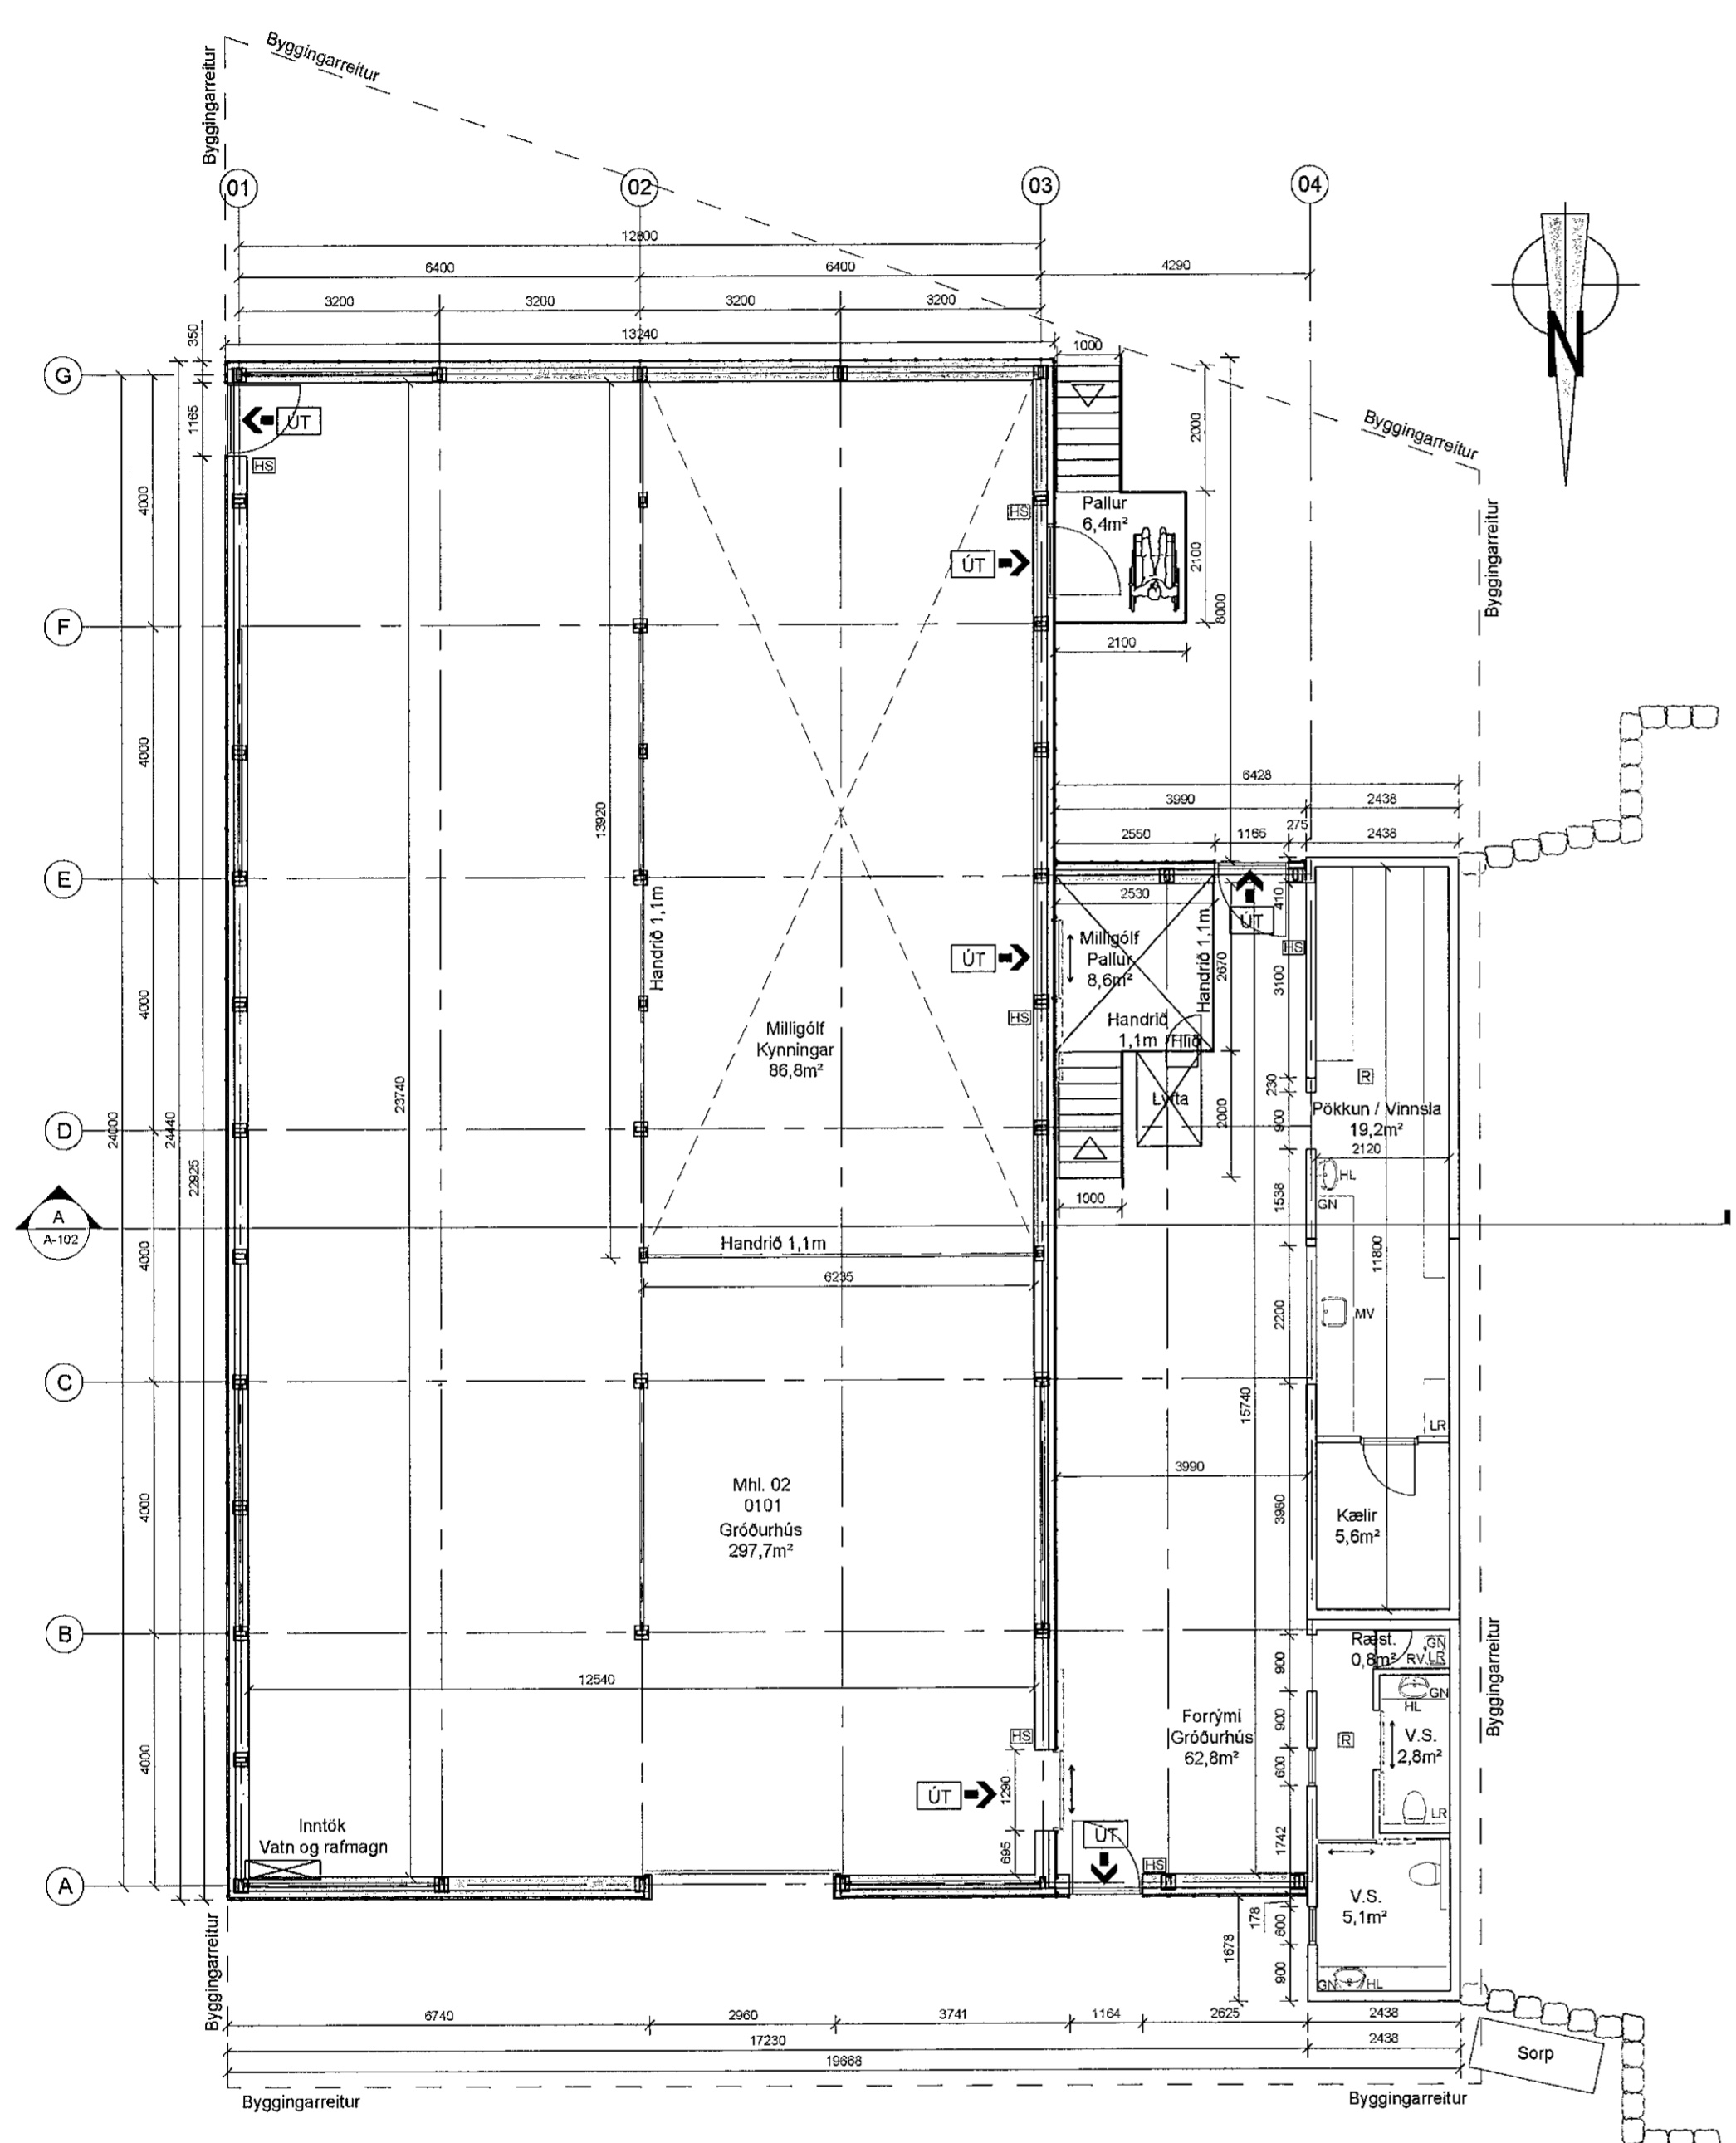 Byggingarreitur
Byggingarreitur
01
02
03
04
12800
6400
6400
4290
3200
3200
3200
3200
13240
1000
350
N
G
F
E
D
C
B
A
1165
4000
4000
4000
4000
4000
4000
24000
24440
22925
23740
13920
A
A-102
ÚT
HS
HS
ÚT
Pallur
6,4m²
2000
2100
2100
8000
Byggingarreitur
Byggingarreitur
6428
3990
2438
2550
1165
275
2438
2530
410
ÚT
HS
Handrið 1,1m
ÚT
HS
Milligólf
Pallur
8,6m²
Handrið 1,1m
2670
3100
Handrið
1,1m /Hlið
Lyfta
2000
1000
Milligólf
Kynningar
86,8m²
Handrið 1,1m
6235
230
900
1538
2200
3980
R
Pökkun / Vinnsla
19,2m²
2120
HL
GN
11800
MV
LR
15740
3990
Kælir
5,6m²
Mhl. 02
0101
Gróðurhús
297,7m²
12540
HS
ÚT
1290
695
Forrými
Gróðurhús
62,8m²
ÚT
HS
900
900
600
1742
Ræst.
0,8m²
GN
RV
LR
GN
HL
R
V.S.
2,8m²
LR
V.S.
5,1m²
GN
HL
178
600
900
1678
Byggingarreitur
Inntök
Vatn og rafmagn
Byggingarreitur
6740
2960
3741
1164
2625
2438
17230
2438
19668
Sorp
Byggingarreitur
Byggingarreitur